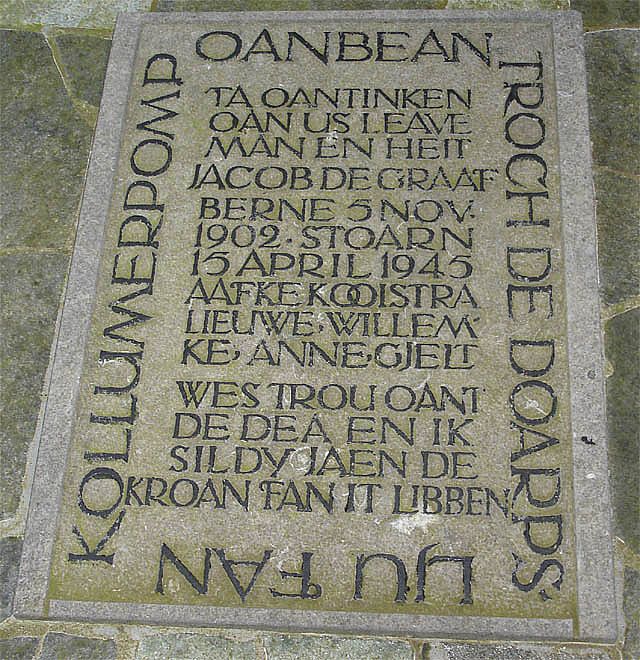 OANBEAN
TROCH DE DOARPS
LJU FAN
KOLLUMERPOMP
TA OANTINKEN
OAN US LEAVE
MAN EN HEIT
JACOB DE GRAAF
BERNE 5 NOV.
1902. STOARN
15 APRIL 1945
AAFKE KOOISTRA
LIEUWE, WILLEM
KE, ANNE, GJELT
WES TROU OANT
DE DEA EN IK
SIL DY JAEN DE
KROAN FAN IT LIBBEN